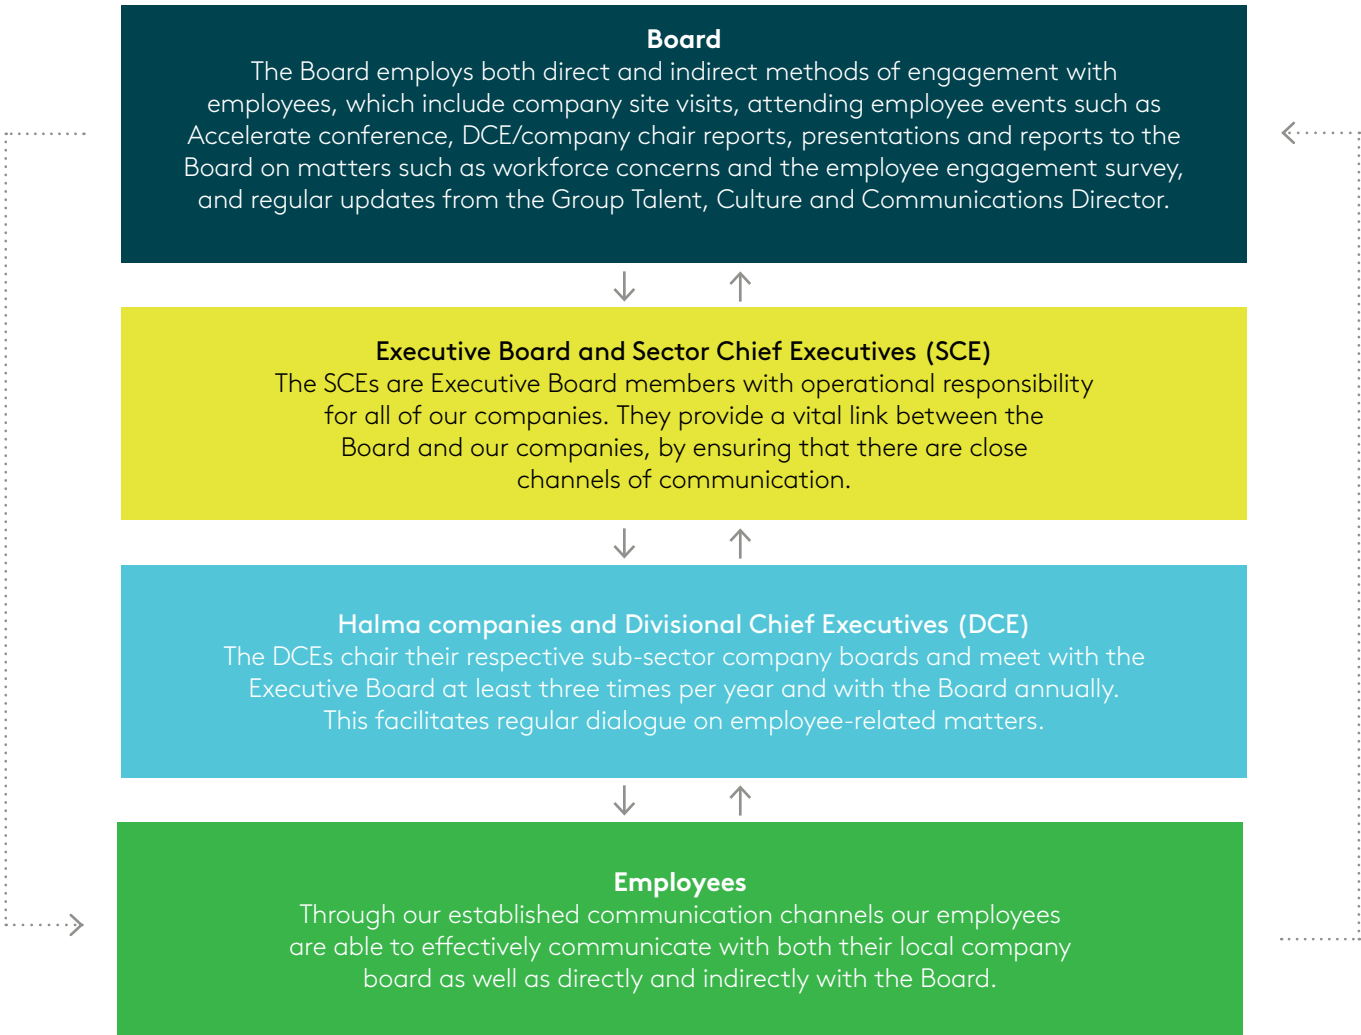 Board
The Board employs both direct and indirect methods of engagement with
employees, which include company site visits, attending employee events such as
Accelerate conference, DCE/company chair reports, presentations and reports to the
Board on matters such as workforce concerns and the employee engagement survey,
and regular updates from the Group Talent, Culture and Communications Director.
Executive Board and Sector Chief Executives (SCE)
The SCEs are Executive Board members with operational responsibility
for all of our companies. They provide a vital link between the
Board and our companies, by ensuring that there are close
channels of communication.
Halma companies and Divisional Chief Executives (DCE)
The DCEs chair their respective sub-sector company boards and meet with the
Executive Board at least three times per year and with the Board annually.
This facilitates regular dialogue on employee-related matters.
Employees
Through our established communication channels our employees
are able to effectively communicate with both their local company
board as well as directly and indirectly with the Board.